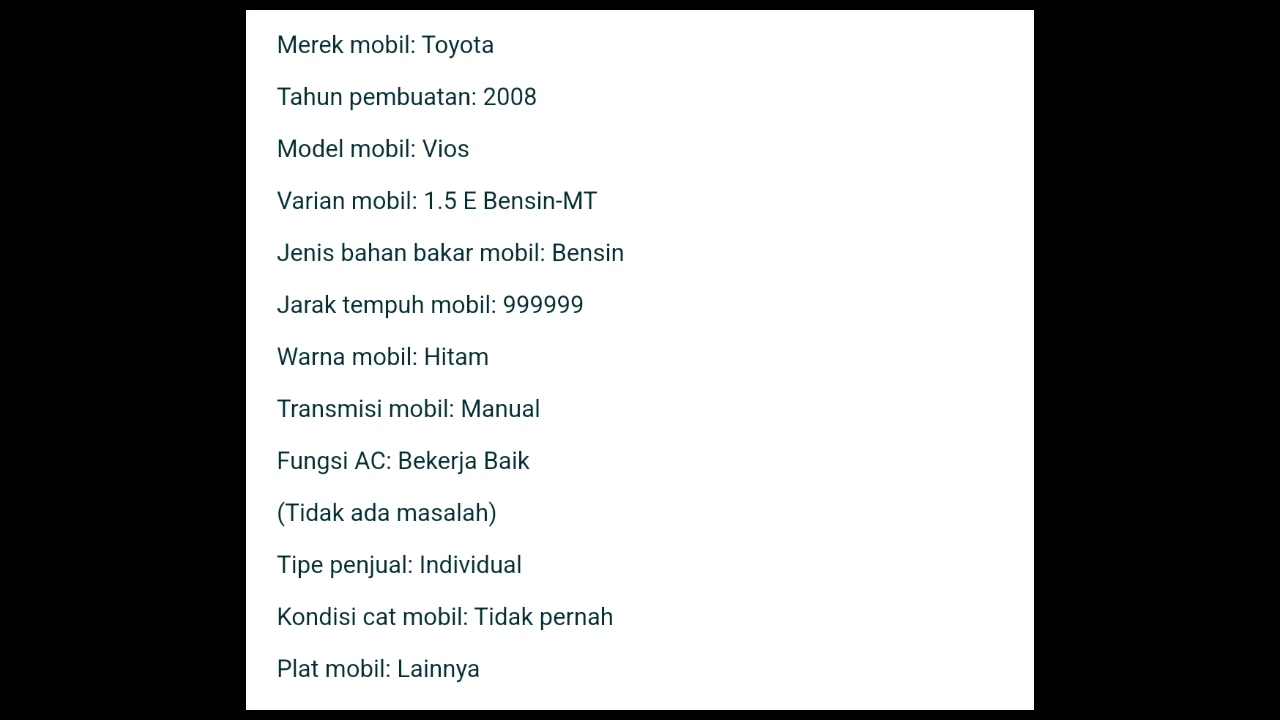 Merek mobil: Toyota
Tahun pembuatan: 2008
Model mobil: Vios
Varian mobil: 1.5 E Bensin-MT
Jenis bahan bakar mobil: Bensin
Jarak tempuh mobil: 999999
Warna mobil: Hitam
Transmisi mobil: Manual
Fungsi AC: Bekerja Baik
(Tidak ada masalah)
Tipe penjual: Individual
Kondisi cat mobil: Tidak pernah
Plat mobil: Lainnya